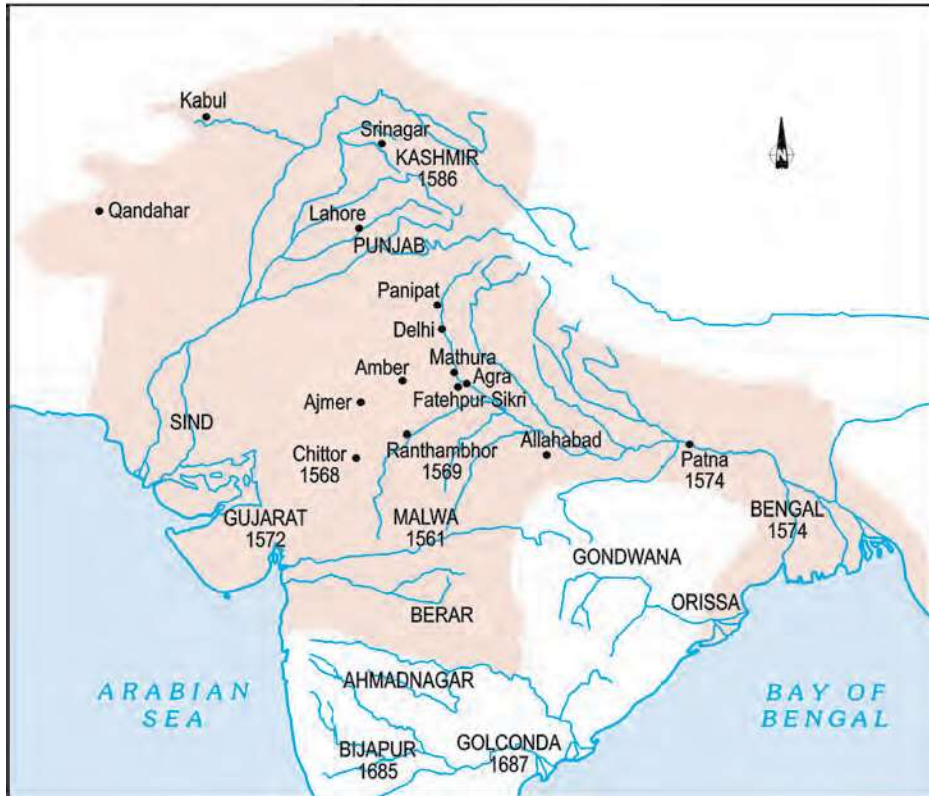 Kabul
Srinagar
KASHMIR
1586
Qandahar
Lahore
PUNJAB
N
Panipat
Delhi
Mathura
Agra
Fatehpur Sikri
Amber
Ajmer
SIND
Chittor
1568
Ranthambhor
1569
Allahabad
Patna
1574
GUJARAT
1572
MALWA
1561
BENGAL
1574
GONDWANA
BERAR
ORISSA
ARABIAN
SEA
AHMADNAGAR
BAY OF
BENGAL
BIJAPUR
1685
GOLCONDA
1687